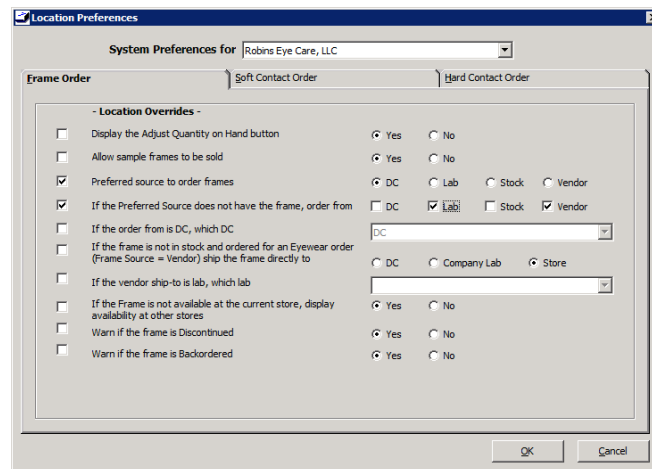 Location Preferences
System Preferences for Robins Eye Care, LLC
Frame Order Soft Contact Order Hard Contact Order
- Location Overrides -
Display the Adjust Quantity on Hand button Yes No
Allow sample frames to be sold Yes No
Preferred source to order frames DC Lab Stock Vendor
If the Preferred Source does not have the frame, order from DC Lab Stock Vendor
If the order from is DC, which DC DC
If the frame is not in stock and ordered for an Eyewear order
(Frame Source = Vendor) ship the frame directly to DC Company Lab Store
If the vendor ship-to is lab, which lab
If the Frame is not available at the current store, display
availability at other stores Yes No
Warn if the frame is Discontinued Yes No
Warn if the frame is Backordered Yes No
OK Cancel